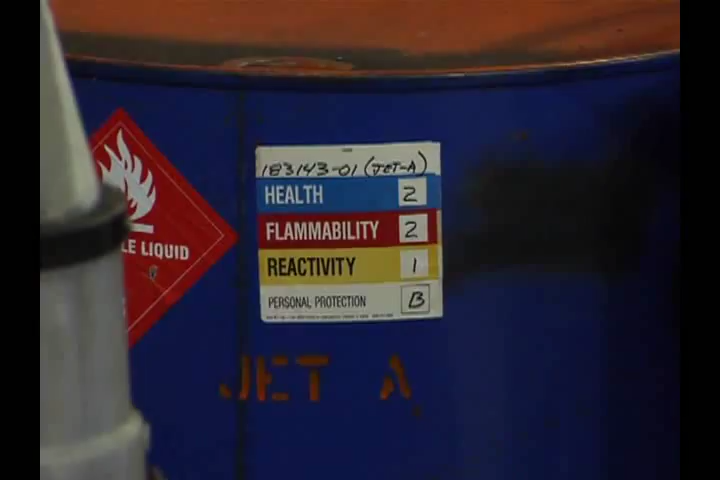 183143-01 (JET-A)
HEALTH 2
FLAMMABILITY 2
REACTIVITY 1
PERSONAL PROTECTION B
LE LIQUID
JET A